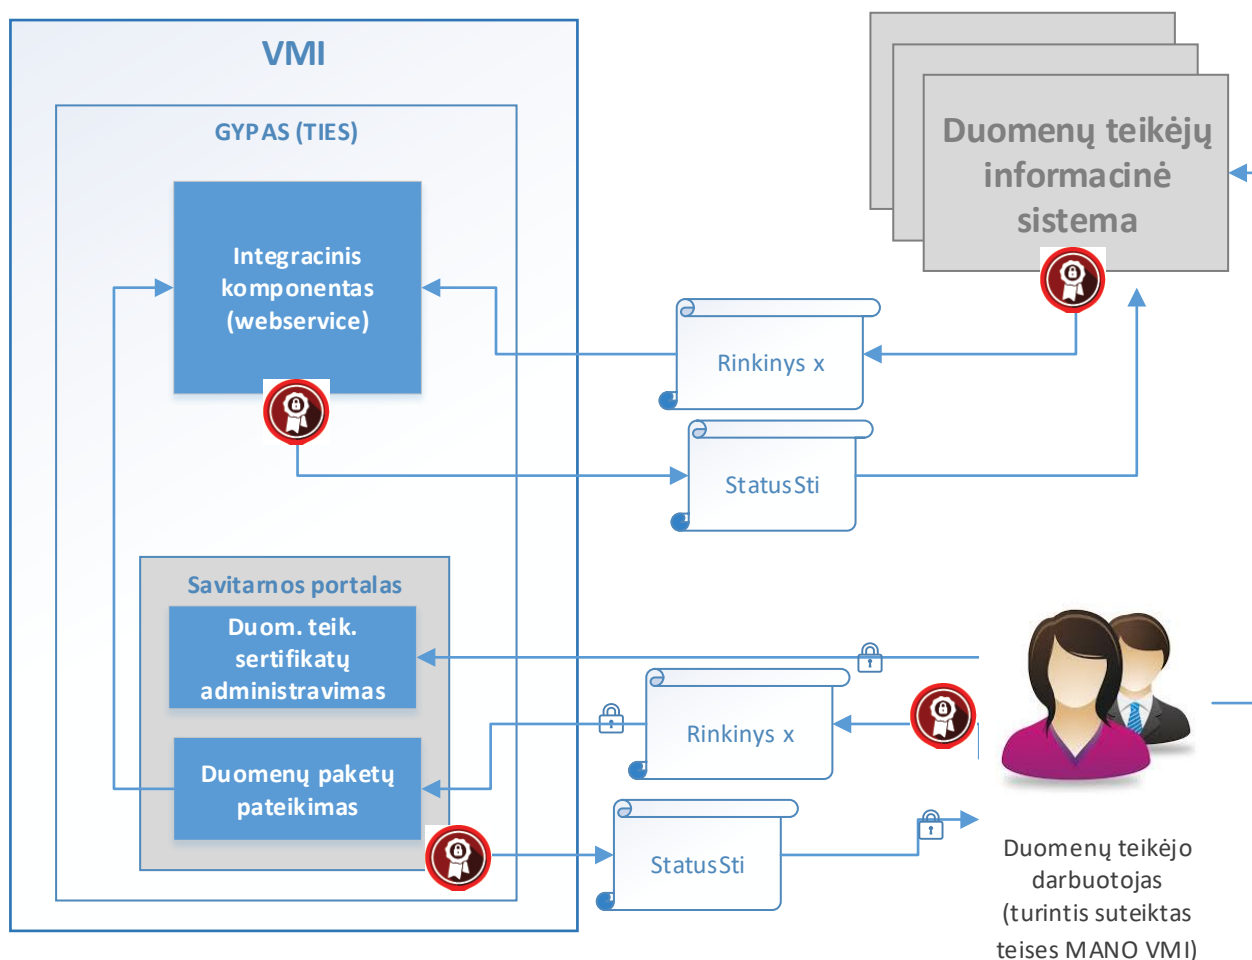 VMI
GYPAS (TIES)
Integracinis
komponentas
(webservice)
Duomenų teikėjų
informacinė
sistema
Rinkinys x
StatusSti
Savitarnos portalas
Duom. teik.
sertifikatų
administravimas
Duomenų paketų
pateikimas
Rinkinys x
StatusSti
Duomenų teikėjo
darbuotojas
(turintis suteiktas
teises MANO VMI)